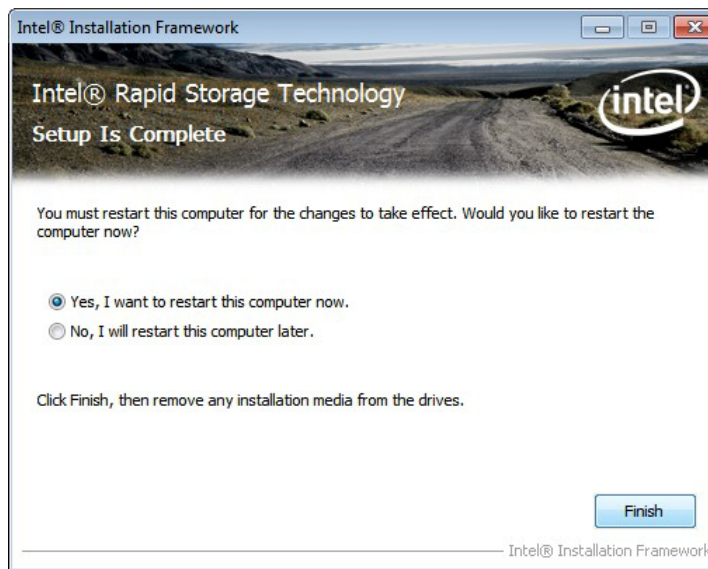 Intel® Installation Framework
Intel® Rapid Storage Technology
intel
Setup Is Complete
You must restart this computer for the changes to take effect. Would you like to restart the
computer now?
Yes, I want to restart this computer now.
No, I will restart this computer later.
Click Finish, then remove any installation media from the drives.
Finish
Intel® Installation Framework